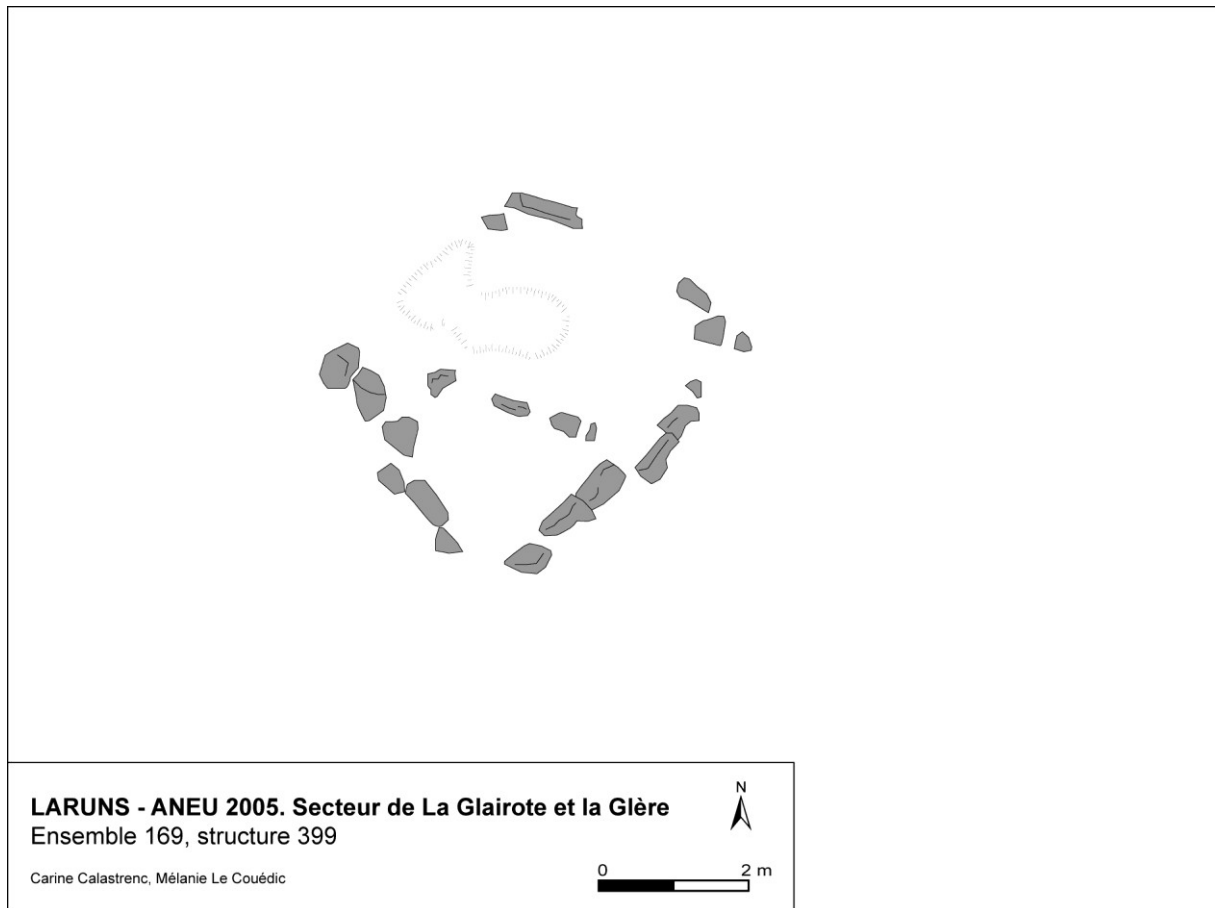 LARUNS - ANEU 2005. Secteur de La Glairote et la Glère
Ensemble 169, structure 399
Carine Calastrenc, Mélanie Le Couédic
N
0 2 m